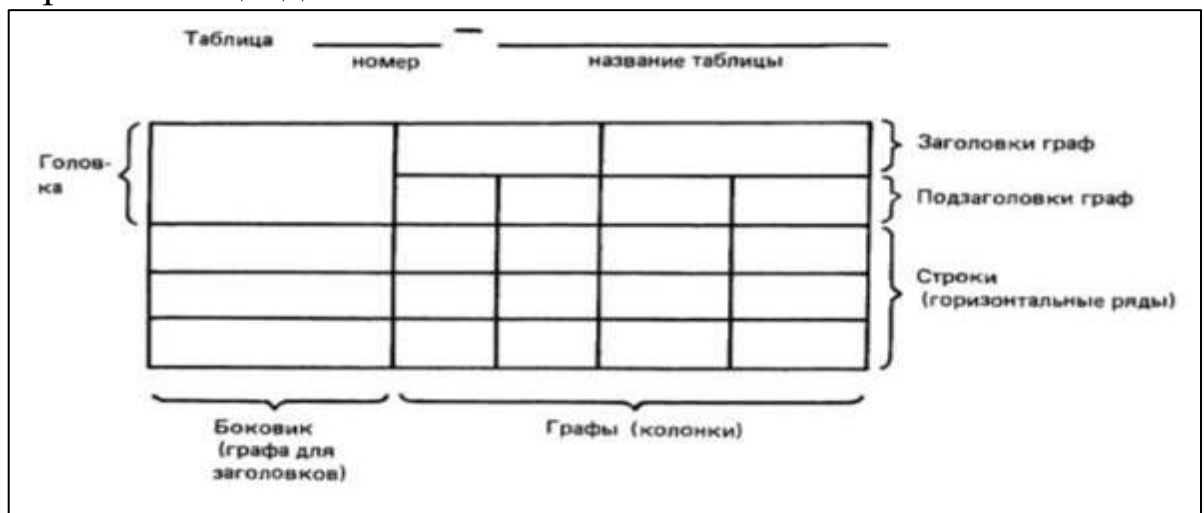 Таблица —
номер название таблицы
Голов-
ка
Заголовки граф
Подзаголовки граф
Строки
(горизонтальные ряды)
Боковик
(графа для
заголовков)
Графы (колонки)